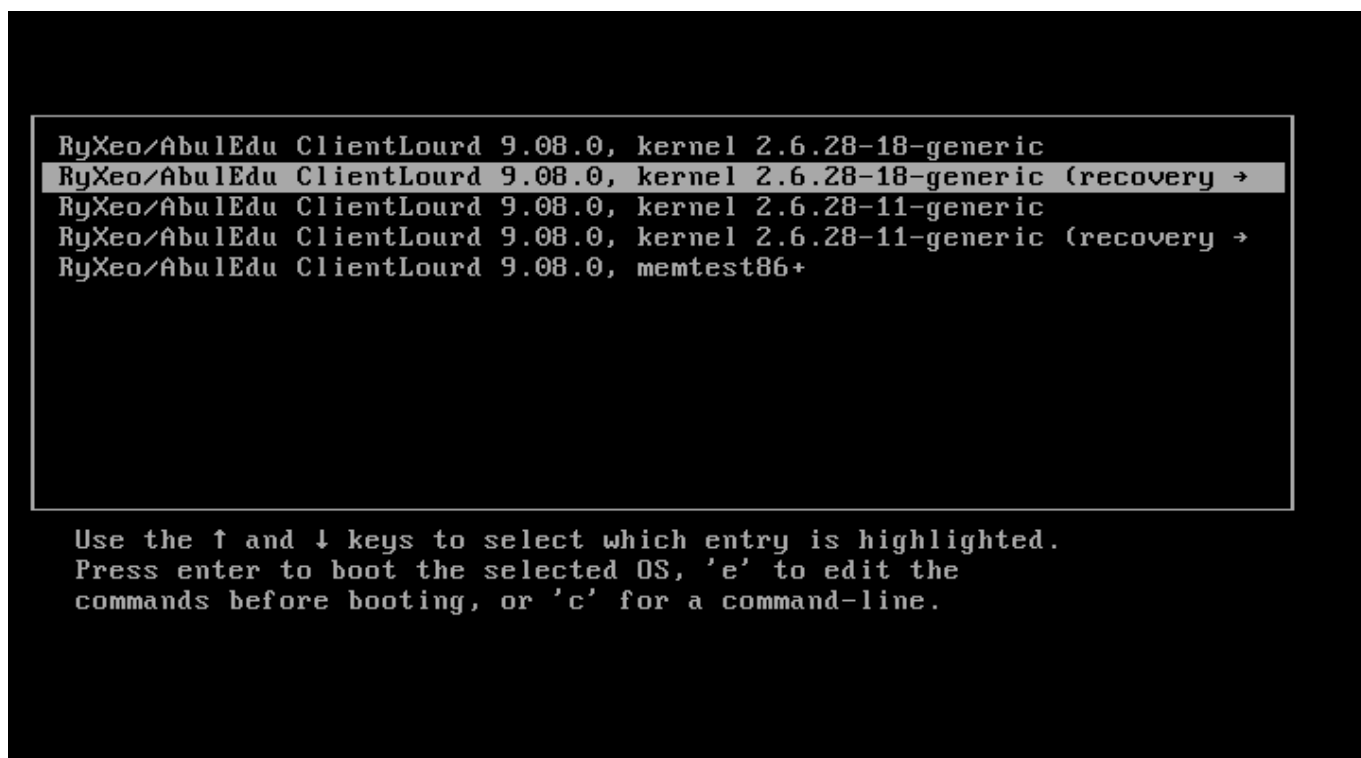 RyXeo/AbulEdu ClientLourd 9.08.0, kernel 2.6.28-18-generic
RyXeo/AbulEdu ClientLourd 9.08.0, kernel 2.6.28-18-generic (recovery →
RyXeo/AbulEdu ClientLourd 9.08.0, kernel 2.6.28-11-generic
RyXeo/AbulEdu ClientLourd 9.08.0, kernel 2.6.28-11-generic (recovery →
RyXeo/AbulEdu ClientLourd 9.08.0, memtest86+
Use the ↑ and ↓ keys to select which entry is highlighted.
Press enter to boot the selected OS, 'e' to edit the
commands before booting, or 'c' for a command-line.